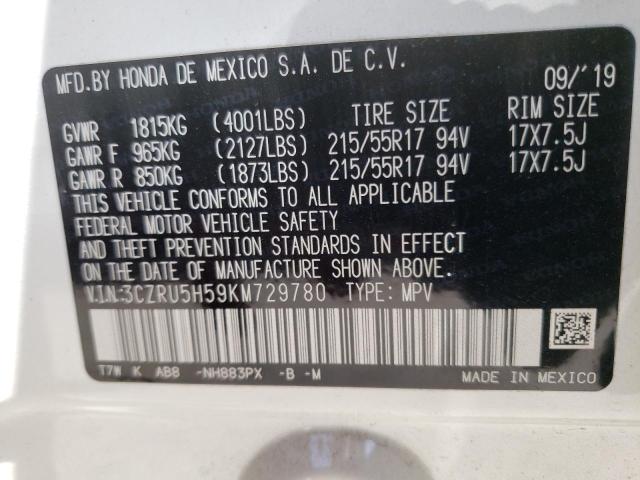 MFD.BY HONDA DE MEXICO S.A. DE C.V. 09/'19
GVWR 1815KG (4001LBS) TIRE SIZE RIM SIZE
GAWR F 965KG (2127LBS) 215/55R17 94V 17X7.5J
GAWR R 850KG (1873LBS) 215/55R17 94V 17X7.5J
THIS VEHICLE CONFORMS TO ALL APPLICABLE
FEDERAL MOTOR VEHICLE SAFETY
AND THEFT PREVENTION STANDARDS IN EFFECT
ON THE DATE OF MANUFACTURE SHOWN ABOVE.
V.I.N:3CZRU5H59KM729780 TYPE: MPV
T7W K AB8 -NH883PX -B -M
MADE IN MEXICO